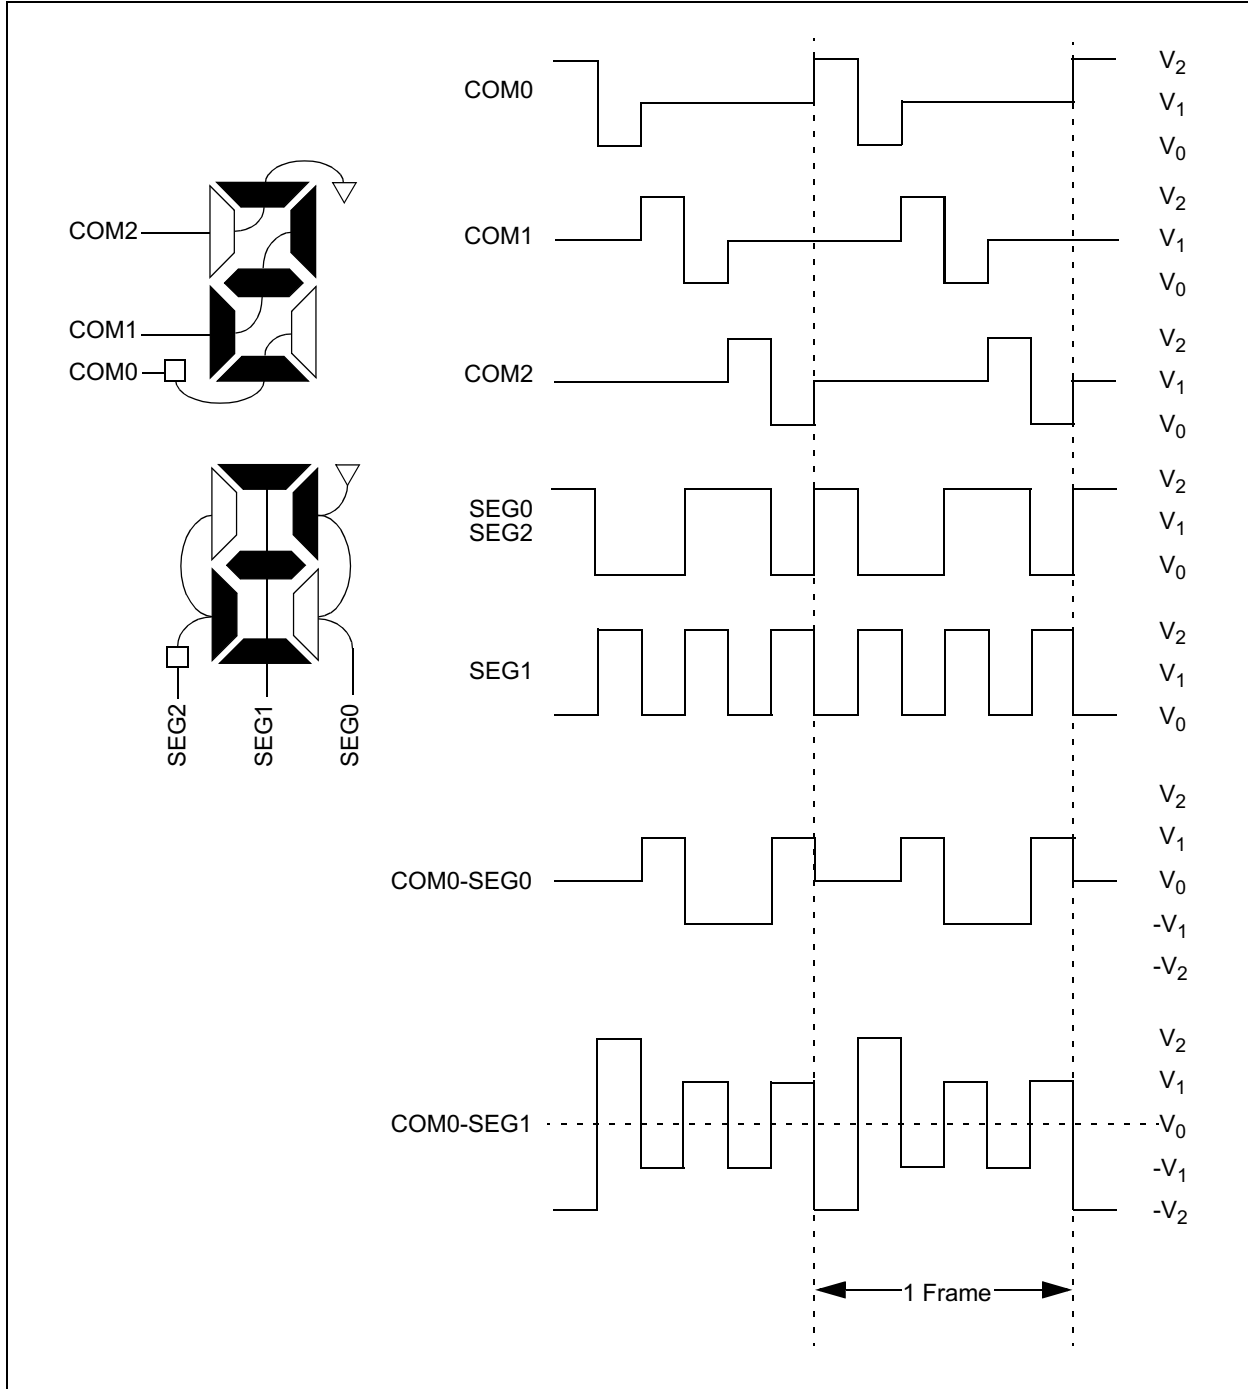 COM0
V2
V1
V0
COM1
V2
V1
V0
COM2
V2
V1
V0
SEG0
SEG2
V2
V1
V0
SEG1
V2
V1
V0
COM0-SEG0
V2
V1
V0
-V1
-V2
COM0-SEG1
V2
V1
V0
-V1
-V2
1 Frame
COM2
COM1
COM0
SEG2
SEG1
SEG0